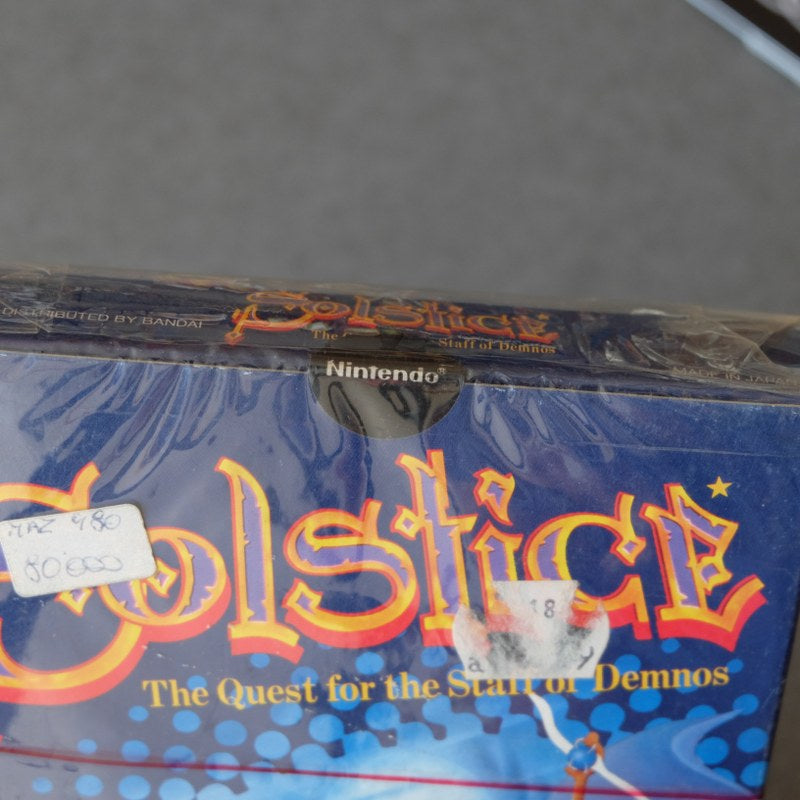 DISTRIBUTED BY BANDAI
Solstice
The
Staff of Demnos
MADE IN JAPAN
Nintendo®
Solstice
80.000
18
The Quest for the Staff of Demnos